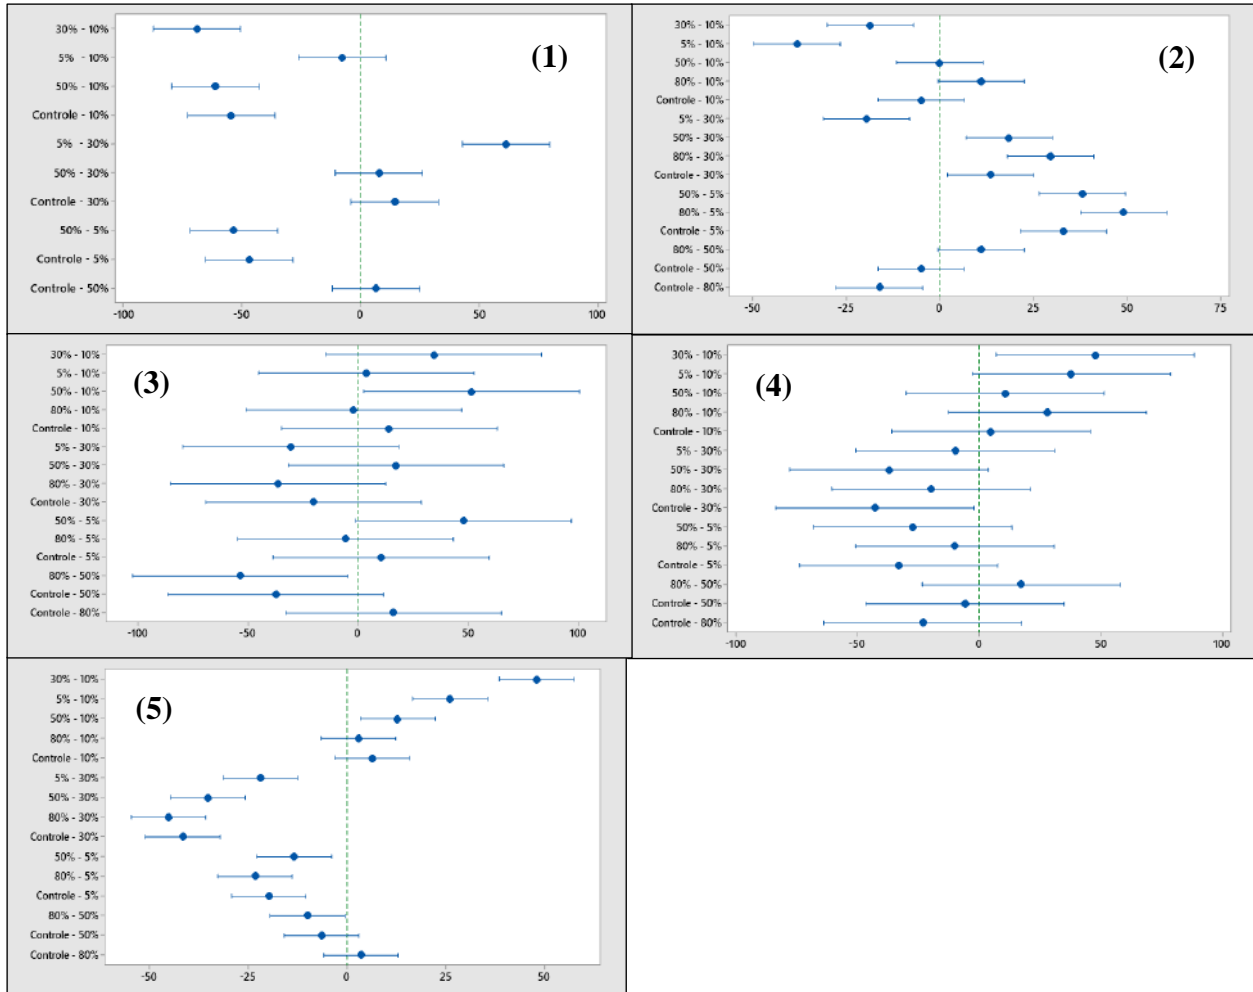 (1)
30% - 10%
5% - 10%
50% - 10%
Controle - 10%
5% - 30%
50% - 30%
Controle - 30%
50% - 5%
Controle - 5%
Controle - 50%
-100 -50 0 50 100
(2)
30% - 10%
5% - 10%
50% - 10%
80% - 10%
Controle - 10%
5% - 30%
50% - 30%
80% - 30%
Controle - 30%
50% - 5%
80% - 5%
Controle - 5%
80% - 50%
Controle - 50%
Controle - 80%
-50 -25 0 25 50 75
(3)
30% - 10%
5% - 10%
50% - 10%
80% - 10%
Controle - 10%
5% - 30%
50% - 30%
80% - 30%
Controle - 30%
50% - 5%
80% - 5%
Controle - 5%
80% - 50%
Controle - 50%
Controle - 80%
-100 -50 0 50 100
(4)
30% - 10%
5% - 10%
50% - 10%
80% - 10%
Controle - 10%
5% - 30%
50% - 30%
80% - 30%
Controle - 30%
50% - 5%
80% - 5%
Controle - 5%
80% - 50%
Controle - 50%
Controle - 80%
-100 -50 0 50 100
(5)
30% - 10%
5% - 10%
50% - 10%
80% - 10%
Controle - 10%
5% - 30%
50% - 30%
80% - 30%
Controle - 30%
50% - 5%
80% - 5%
Controle - 5%
80% - 50%
Controle - 50%
Controle - 80%
-50 -25 0 25 50